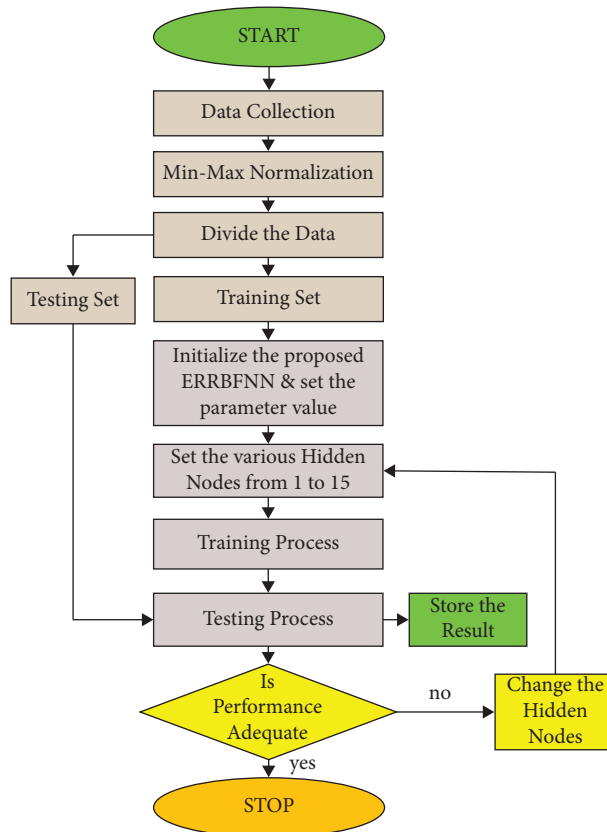 START
Data Collection
Min-Max Normalization
Divide the Data
Testing Set
Training Set
Initialize the proposed
ERRBFNN & set the
parameter value
Set the various Hidden
Nodes from 1 to 15
Training Process
Testing Process
Store the
Result
Is
Performance
Adequate
no
Change the
Hidden
Nodes
yes
STOP